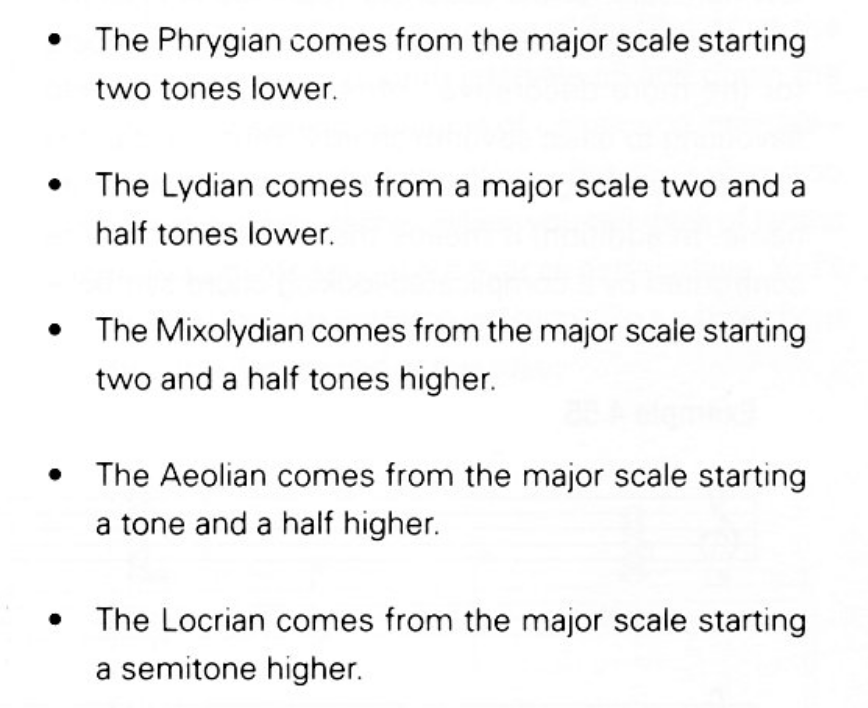 • The Phrygian comes from the major scale starting
two tones lower.
• The Lydian comes from a major scale two and a
half tones lower.
• The Mixolydian comes from the major scale starting
two and a half tones higher.
• The Aeolian comes from the major scale starting
a tone and a half higher.
• The Locrian comes from the major scale starting
a semitone higher.